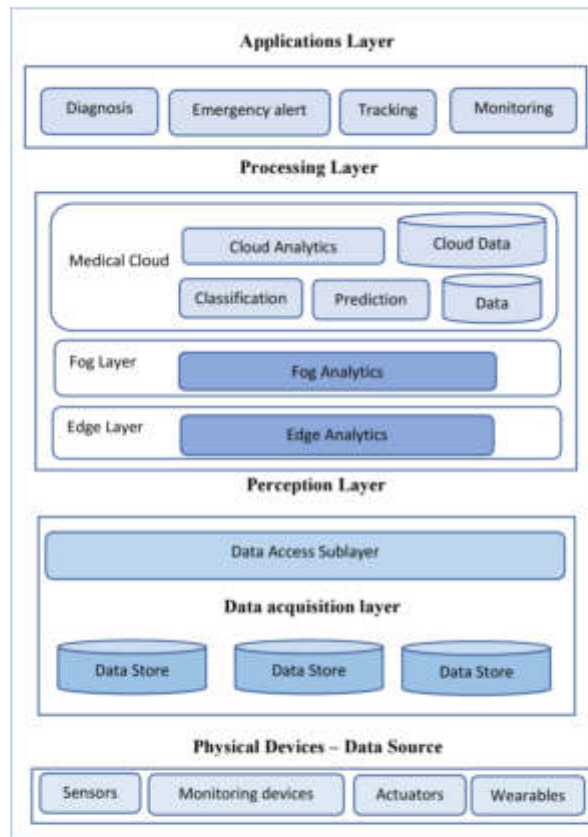 Applications Layer
Diagnosis Emergency alert Tracking Monitoring
Processing Layer
Medical Cloud Cloud Analytics Cloud Data
Classification Prediction Data
Fog Layer Fog Analytics
Edge Layer Edge Analytics
Perception Layer
Data Access Sublayer
Data acquisition layer
Data Store Data Store Data Store
Physical Devices – Data Source
Sensors Monitoring devices Actuators Wearables